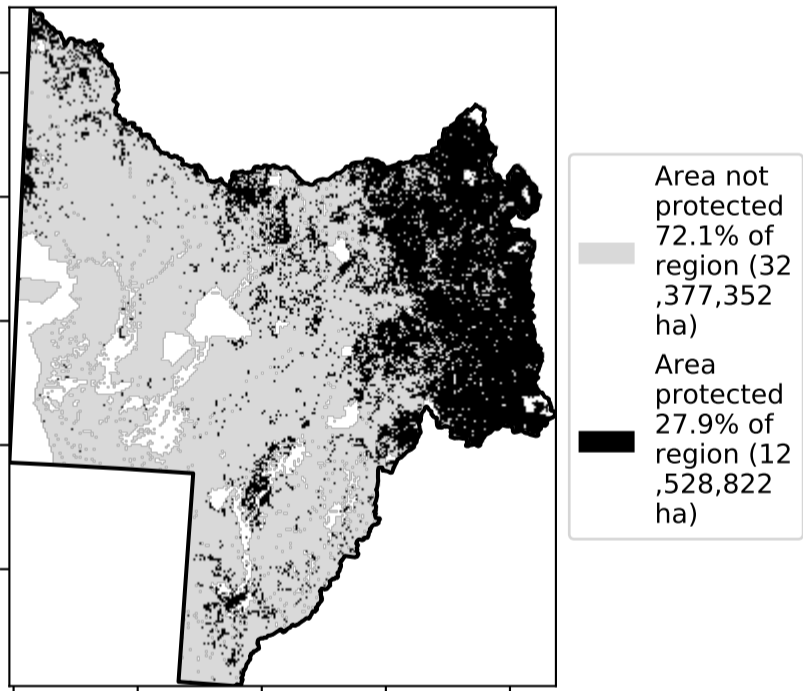 Area not
protected
72.1% of
region (32
,377,352
ha)
Area
protected
27.9% of
region (12
,528,822
ha)